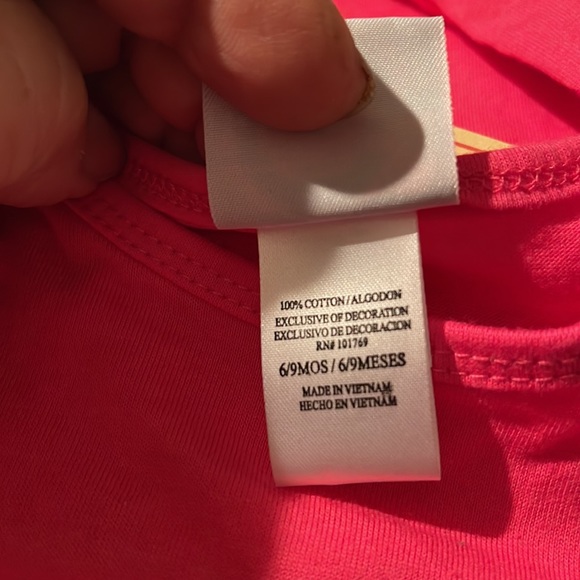 100% COTTON/ALGODON
EXCLUSIVE OF DECORATION
EXCLUSIVO DE DECORACION
RN# 101769
6/9MOS / 6/9MESES
MADE IN VIETNAM
HECHO EN VIETNÁM